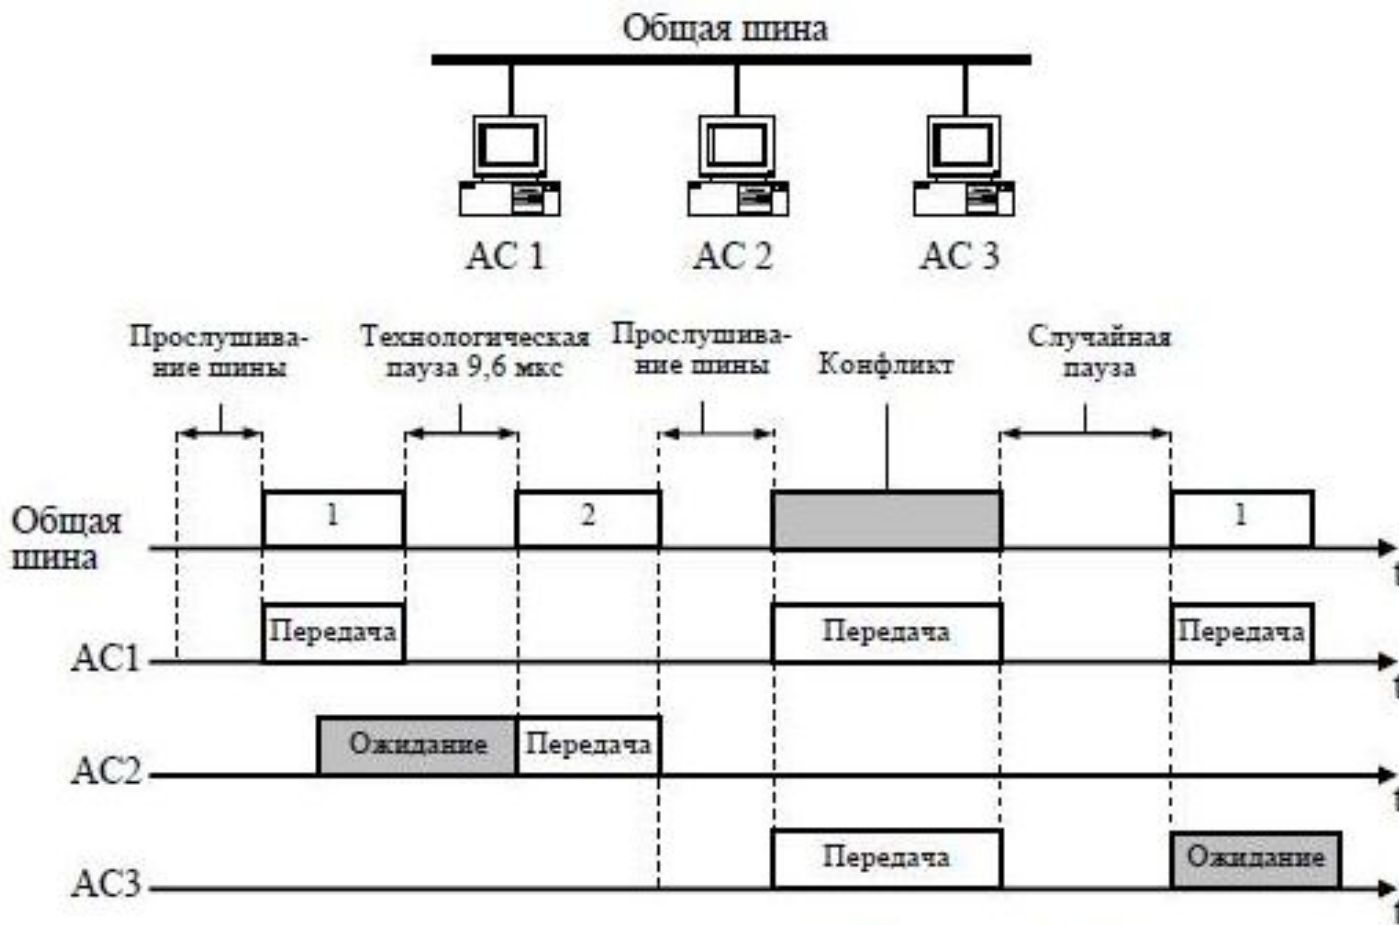 Общая шина
АС 1
АС 2
АС 3
Прослушива-
ние шины
Технологическая
пауза 9,6 мкс
Прослушива-
ние шины
Конфликт
Случайная
пауза
Общая
шина
1
2
1
t
АС1
Передача
Передача
Передача
t
АС2
Ожидание
Передача
t
АС3
Передача
Ожидание
t